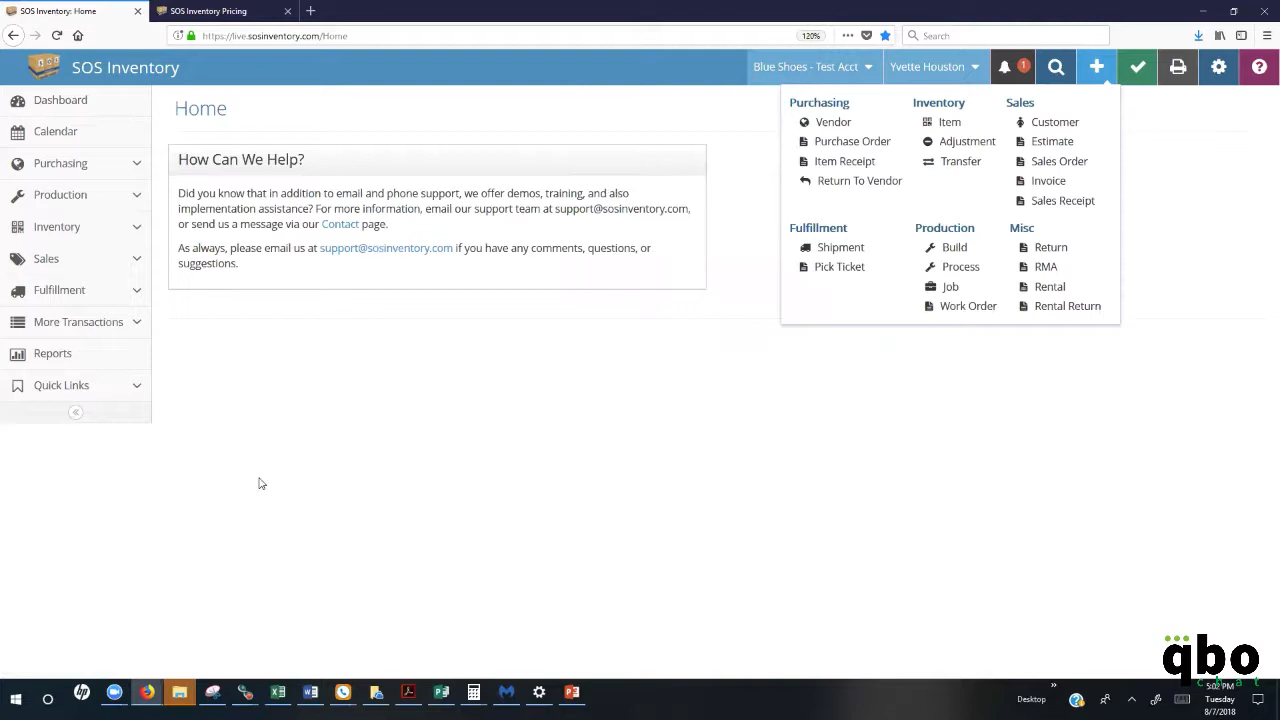 SOS Inventory: Home
SOS Inventory Pricing
https://live.sosinventory.com/Home
120%
Search
SOS Inventory
Blue Shoes - Test Acct
Yvette Houston
1
Dashboard
Calendar
Purchasing
Production
Inventory
Sales
Fulfillment
More Transactions
Reports
Quick Links
Home
How Can We Help?
Did you know that in addition to email and phone support, we offer demos, training, and also
implementation assistance? For more information, email our support team at support@sosinventory.com,
or send us a message via our Contact page.
As always, please email us at support@sosinventory.com if you have any comments, questions, or
suggestions.
Purchasing
Vendor
Purchase Order
Item Receipt
Return To Vendor
Inventory
Item
Adjustment
Transfer
Sales
Customer
Estimate
Sales Order
Invoice
Sales Receipt
Fulfillment
Shipment
Pick Ticket
Production
Build
Process
Job
Work Order
Misc
Return
RMA
Rental
Rental Return
qbo
chat
Desktop
5:02 PM
Tuesday
8/7/2018